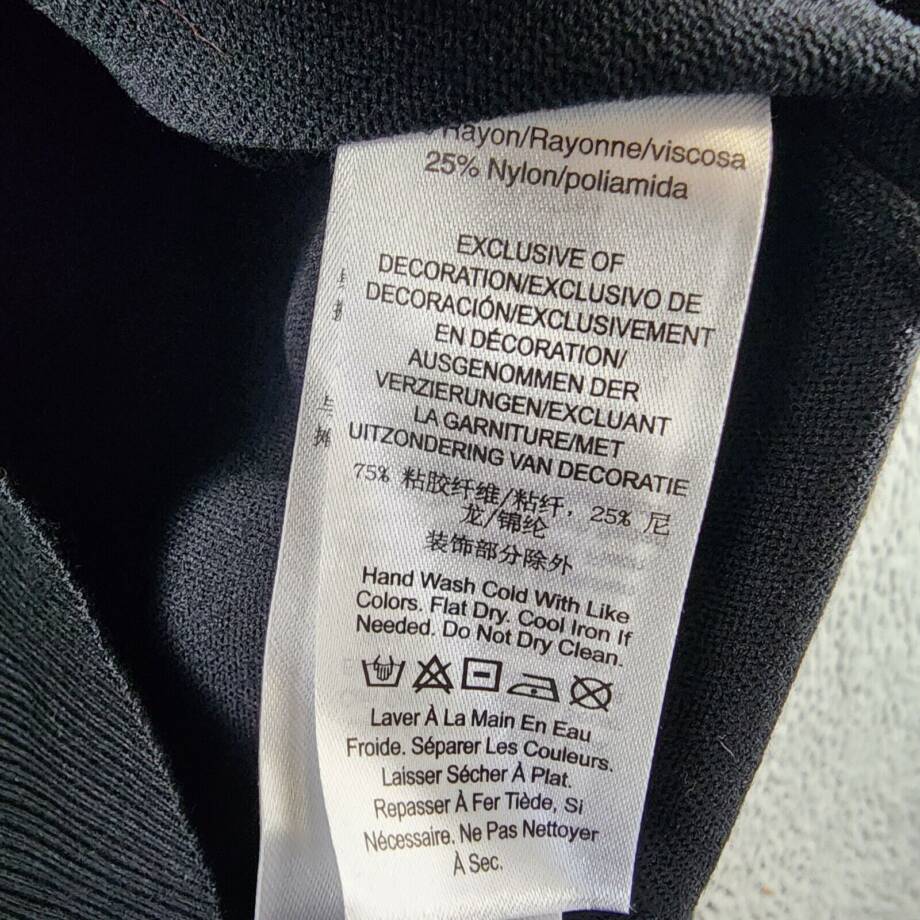 Rayon/Rayonne/viscosa
25% Nylon/poliamida
EXCLUSIVE OF
DECORATION/EXCLUSIVO DE
DECORACIÓN/EXCLUSIVEMENT
EN DÉCORATION/
AUSGENOMMEN DER
VERZIERUNGEN/EXCLUANT
LA GARNITURE/MET
UITZONDERING VAN DECORATIE
75% 粘胶纤维/粘纤, 25% 尼
龙/锦纶
装饰部分除外
Hand Wash Cold With Like
Colors. Flat Dry. Cool Iron If
Needed. Do Not Dry Clean.
Laver À La Main En Eau
Froide. Séparer Les Couleurs.
Laisser Sécher À Plat.
Repasser À Fer Tiède, Si
Nécessaire. Ne Pas Nettoyer
À Sec.